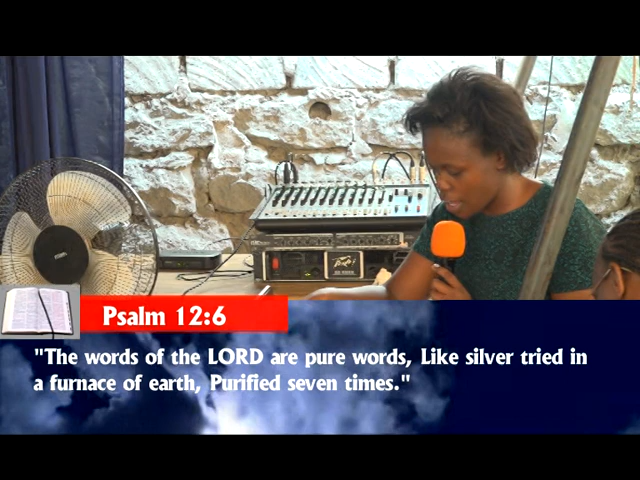 Psalm 12:6
"The words of the LORD are pure words, Like silver tried in
a furnace of earth, Purified seven times."